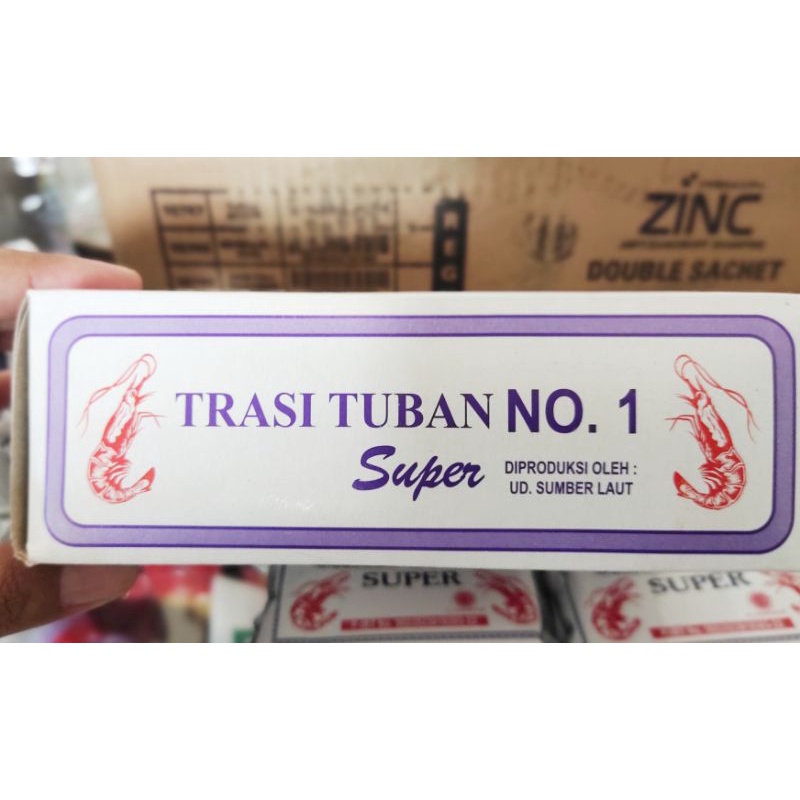 ZINC
DOUBLE SACHET
TRASI TUBAN NO. 1
Super
DIPRODUKSI OLEH :
UD. SUMBER LAUT
SUPER
SUPER